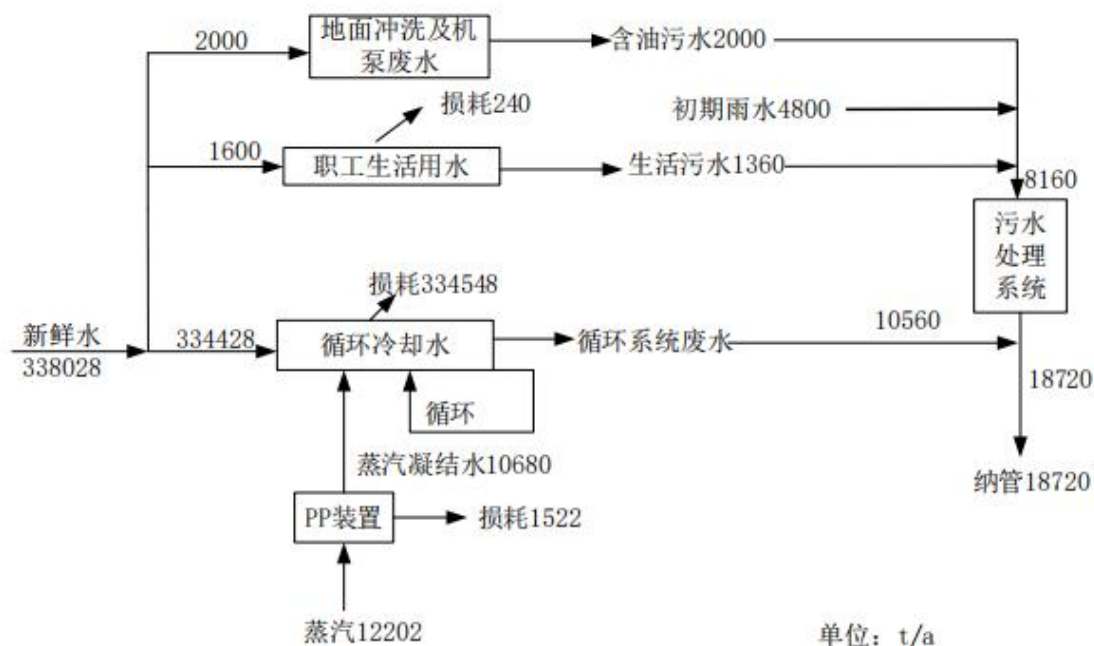 2000
地面冲洗及机
泵废水
含油污水2000
损耗240
初期雨水4800
1600
职工生活用水
生活污水1360
8160
污水
处理
系统
损耗334548
新鲜水
338028
334428
循环冷却水
循环系统废水
10560
18720
循环
蒸汽凝结水10680
纳管18720
PP装置
损耗1522
蒸汽12202
单位：t/a